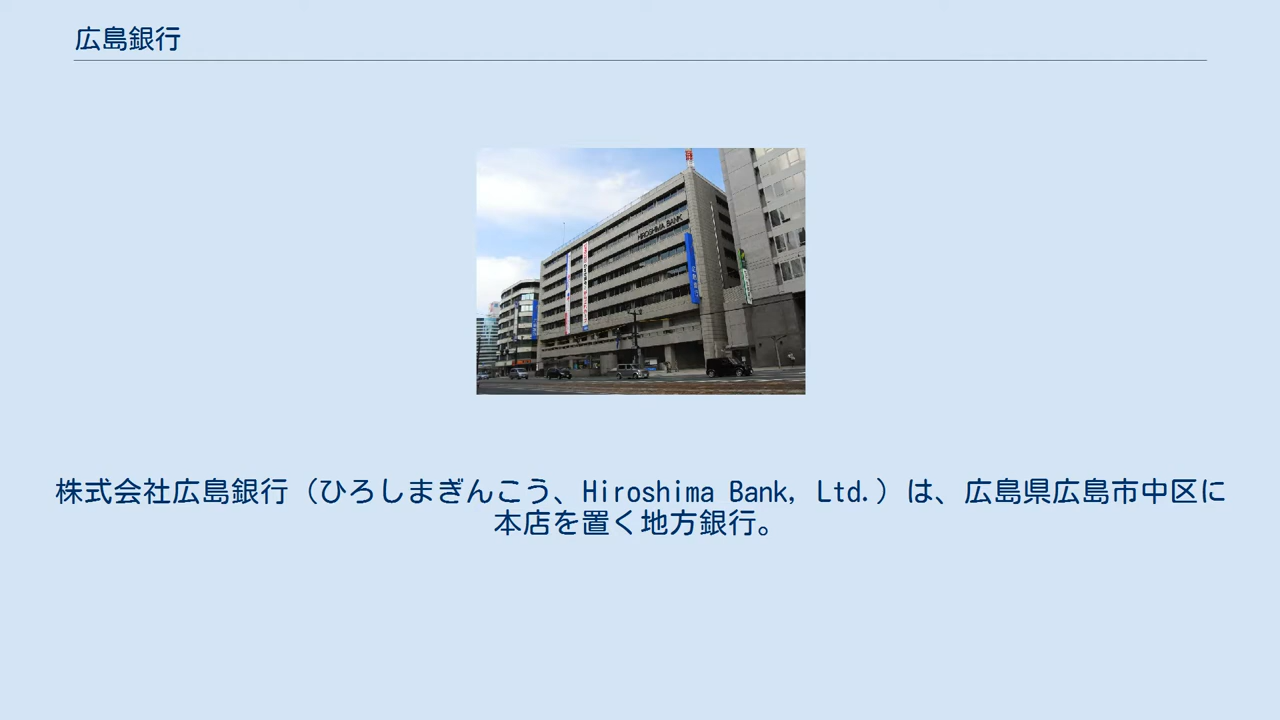 広島銀行
HIROSHIMA BANK
株式会社広島銀行（ひろしまぎんこう、Hiroshima Bank, Ltd.）は、広島県広島市中区に
本店を置く地方銀行。